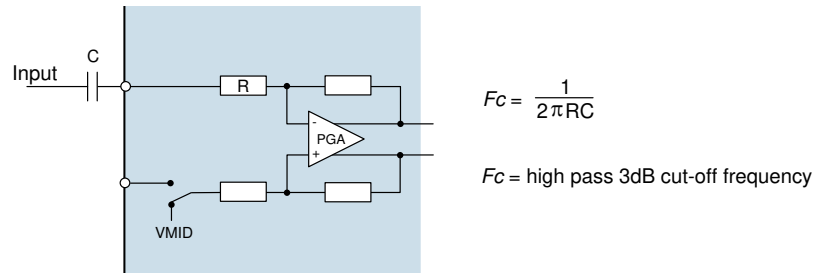 C
Input
R
-
PGA
+
VMID
Fc = 1
2πRC
Fc = high pass 3dB cut-off frequency